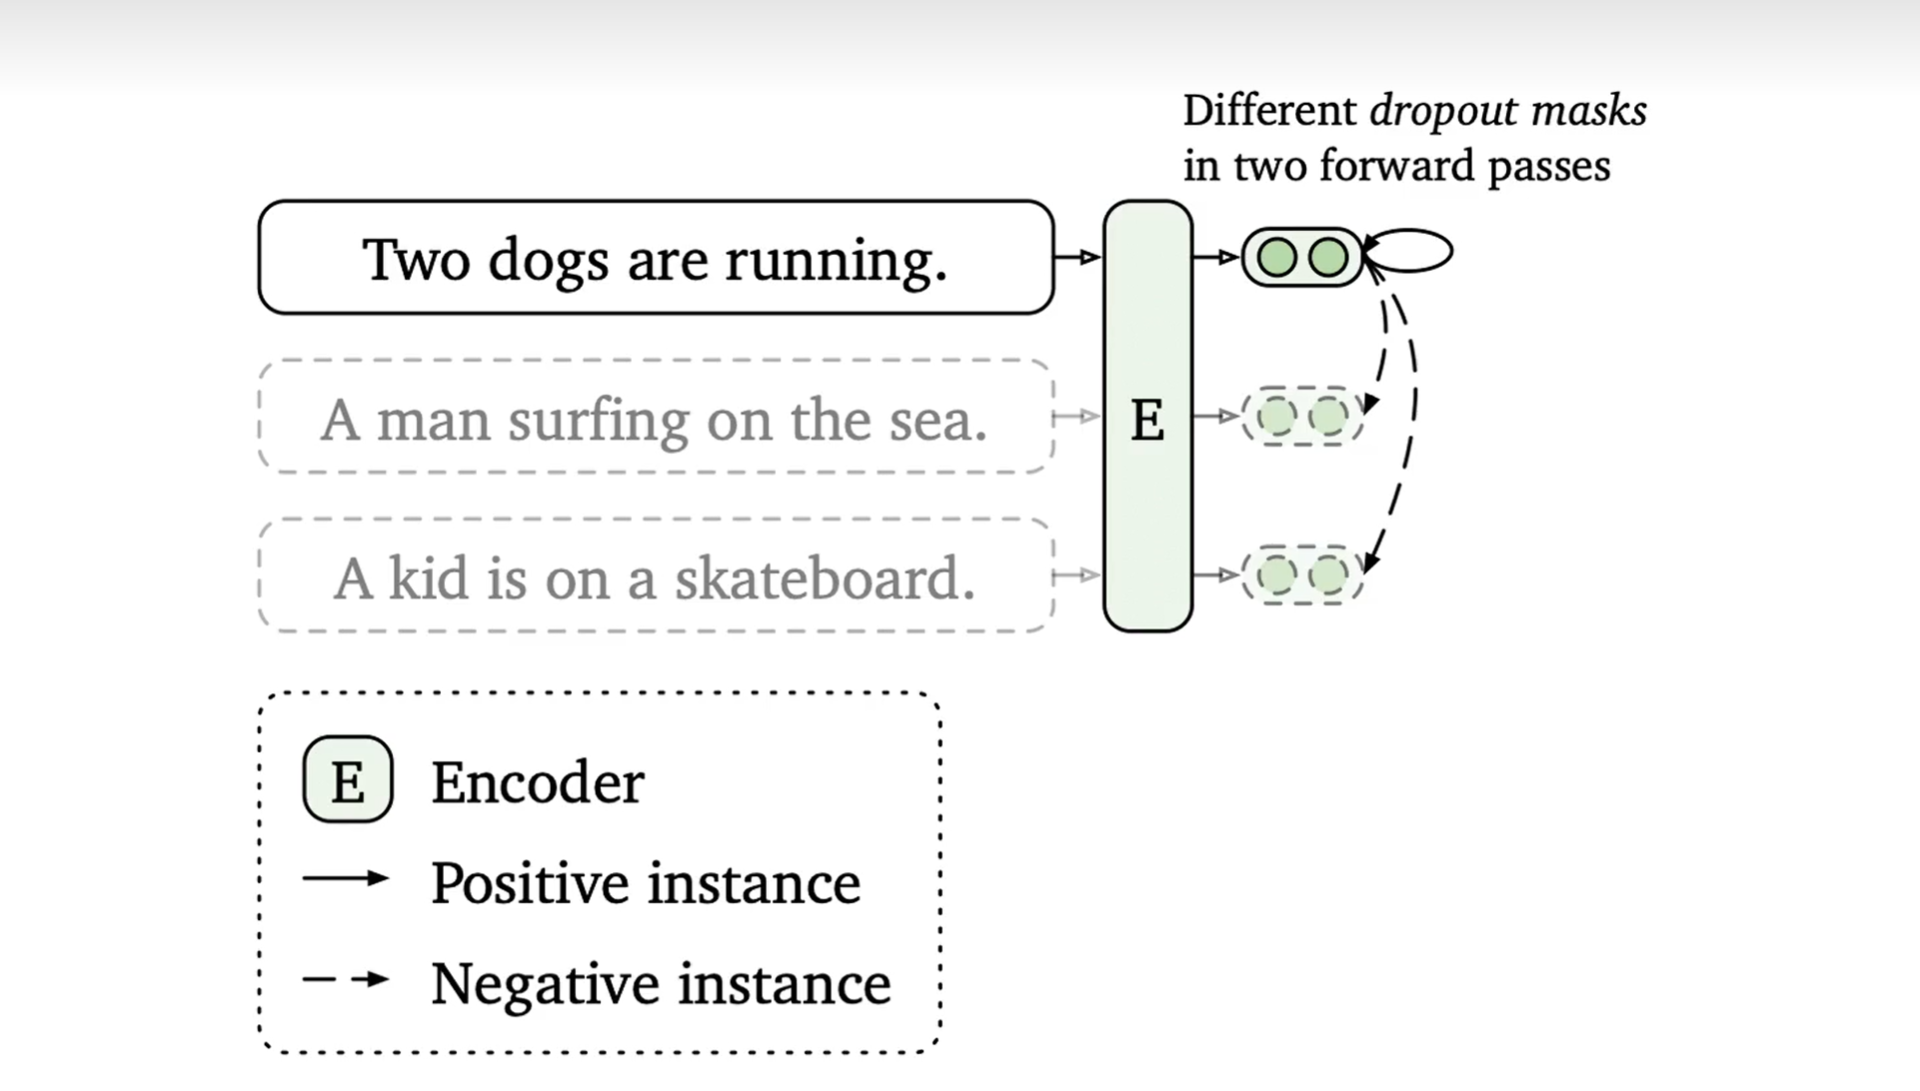 Different dropout masks
in two forward passes
Two dogs are running.
A man surfing on the sea.
E
A kid is on a skateboard.
E Encoder
Positive instance
Negative instance